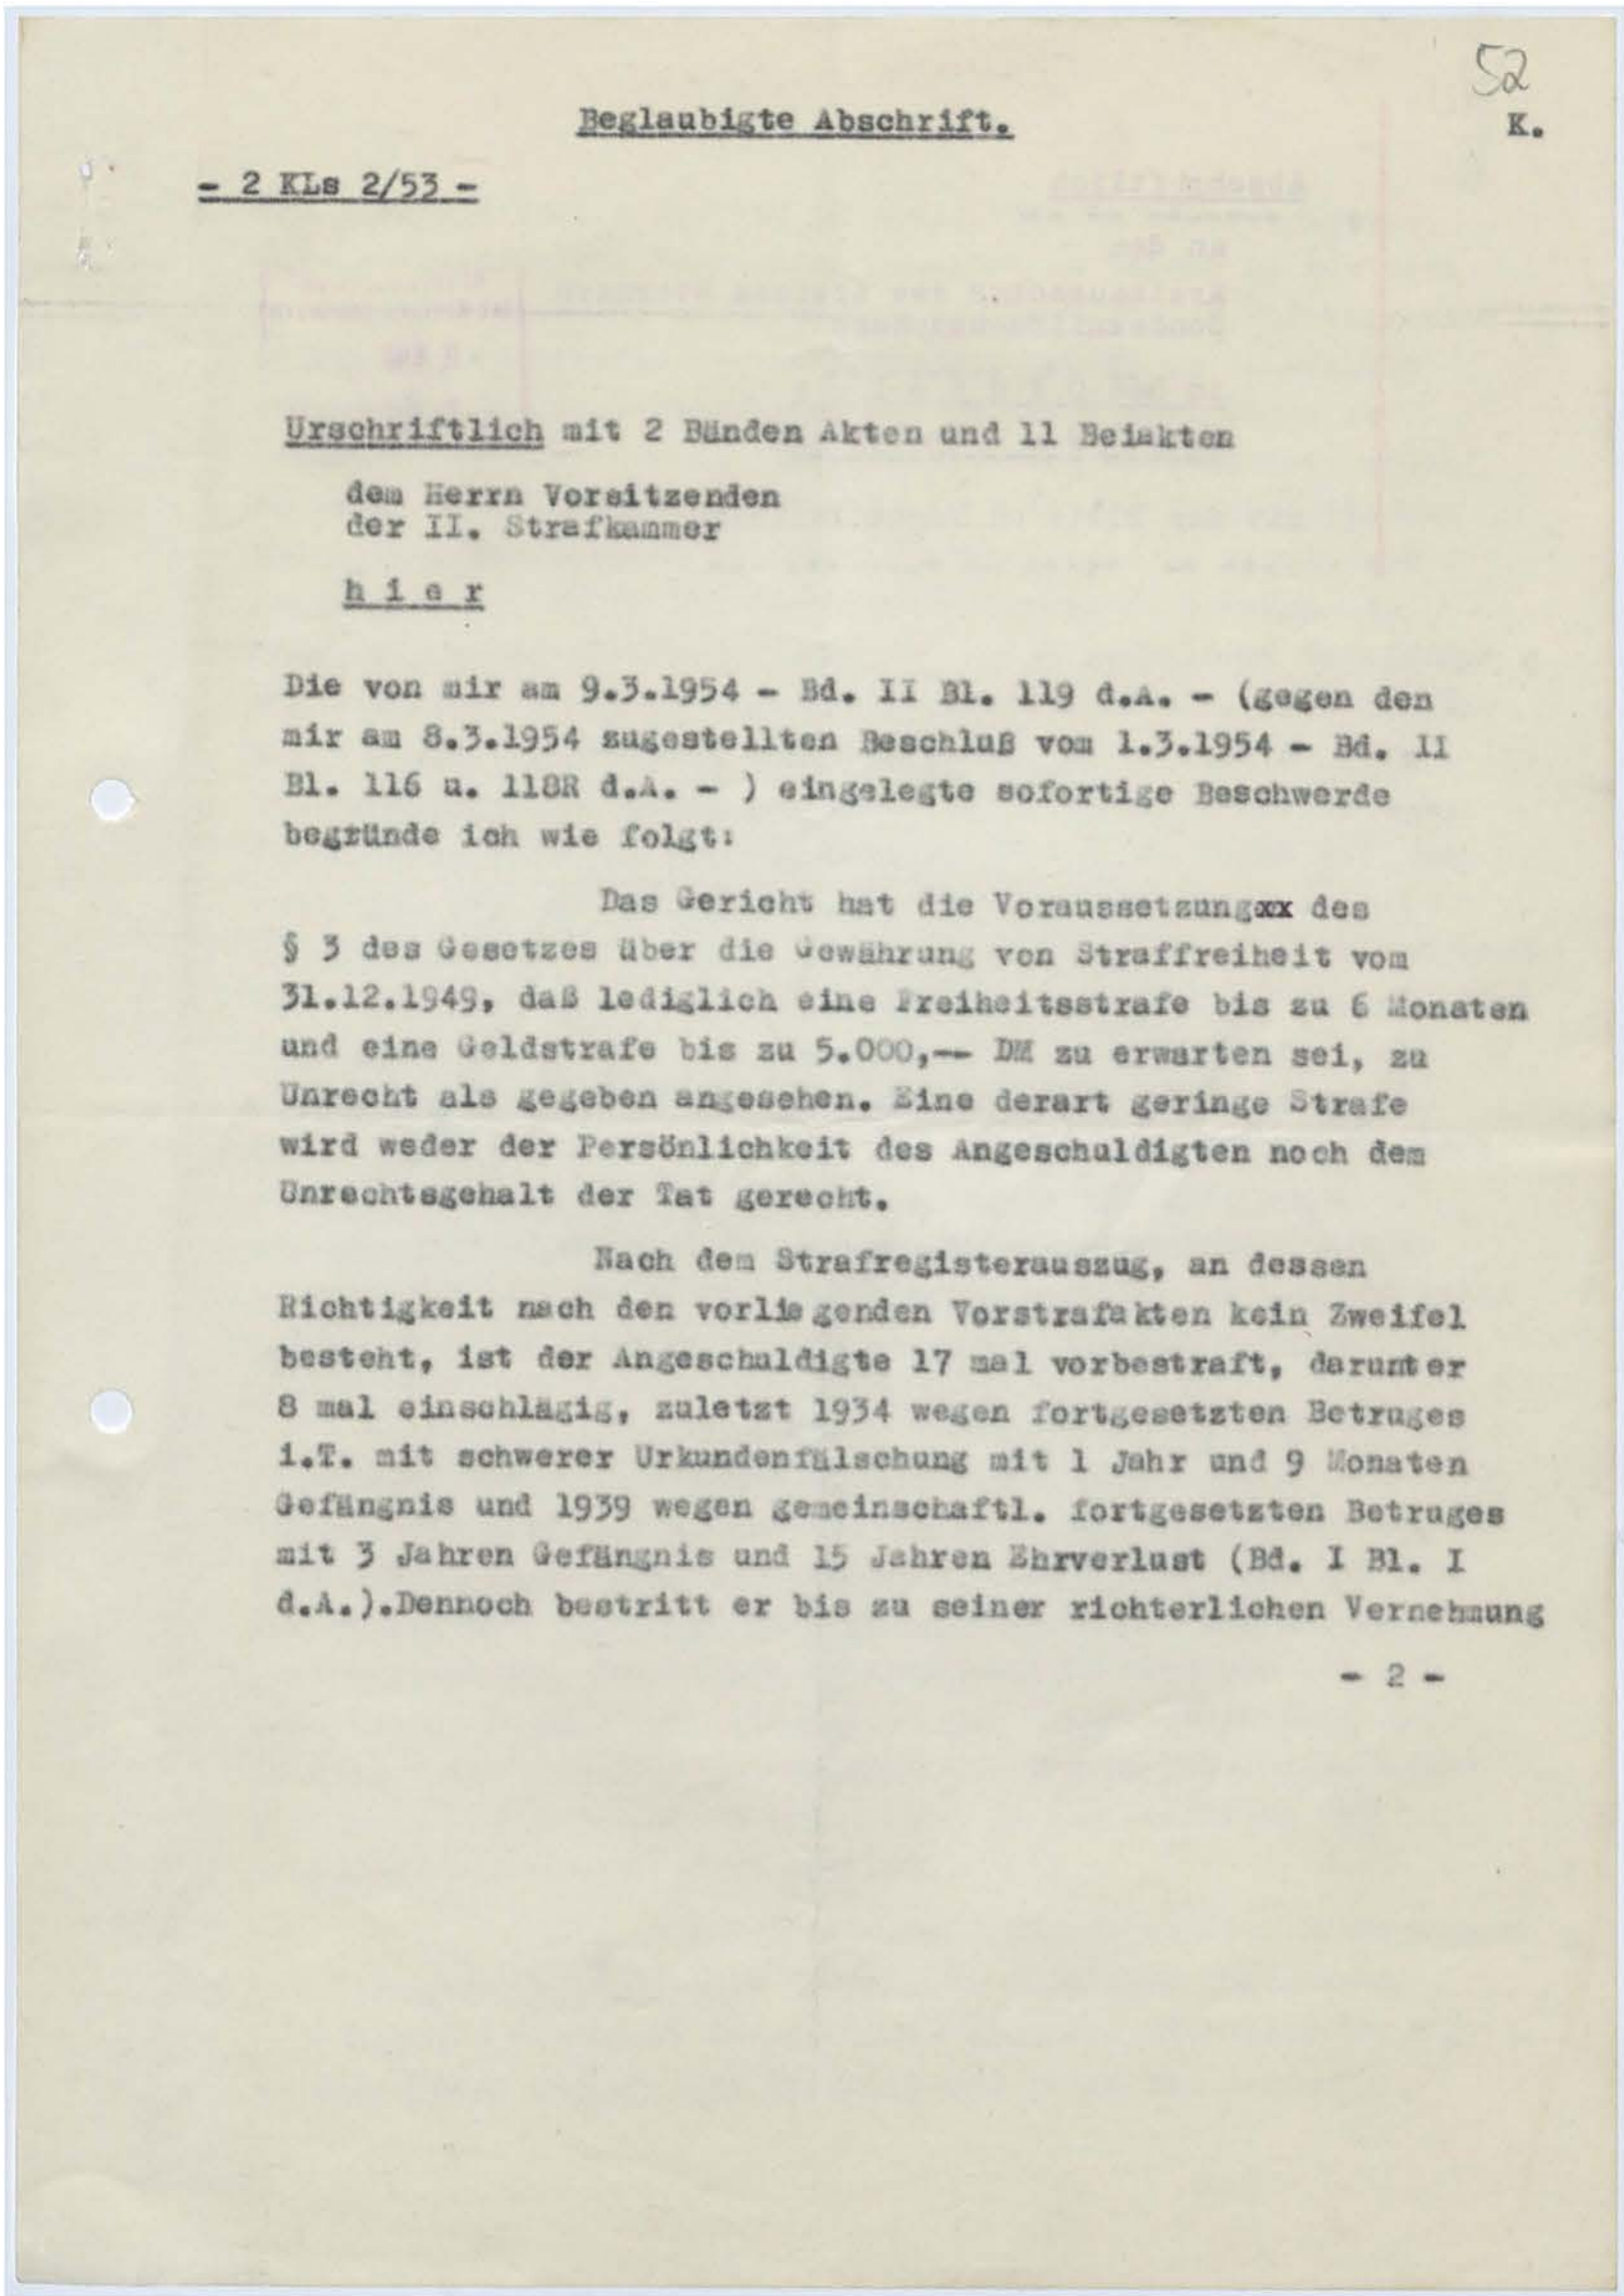 52
Beglaubigte Abschrift.
K.
- 2 KLs 2/53 -
Urschriftlich mit 2 Bänden Akten und 11 Beiakten
dem Herrn Vorsitzenden
der II. Strafkammer
h i e r
Die von mir am 9.3.1954 - Bd. II Bl. 119 d.A. - (gegen den
mir am 8.3.1954 zugestellten Beschluß vom 1.3.1954 - Bd. II
Bl. 116 u. 118R d.A. - ) eingelegte sofortige Beschwerde
begründe ich wie folgt:
Das Gericht hat die Voraussetzungxx des
§ 3 des Gesetzes über die Gewährung von Straffreiheit vom
31.12.1949, daß lediglich eine Freiheitsstrafe bis zu 6 Monaten
und eine Geldstrafe bis zu 5.000,-- DM zu erwarten sei, zu
Unrecht als gegeben angesehen. Eine derart geringe Strafe
wird weder der Persönlichkeit des Angeschuldigten noch dem
Unrechtsgehalt der Tat gerecht.
Nach dem Strafregisterauszug, an dessen
Richtigkeit nach den vorliegenden Vorstrafakten kein Zweifel
besteht, ist der Angeschuldigte 17 mal vorbestraft, darunter
8 mal einschlägig, zuletzt 1934 wegen fortgesetzten Betruges
i.T. mit schwerer Urkundenfälschung mit 1 Jahr und 9 Monaten
Gefängnis und 1939 wegen gemeinschaftl. fortgesetzten Betruges
mit 3 Jahren Gefängnis und 15 Jahren Ehrverlust (Bd. I Bl. I
d.A.).Dennoch bestritt er bis zu seiner richterlichen Vernehmung
- 2 -